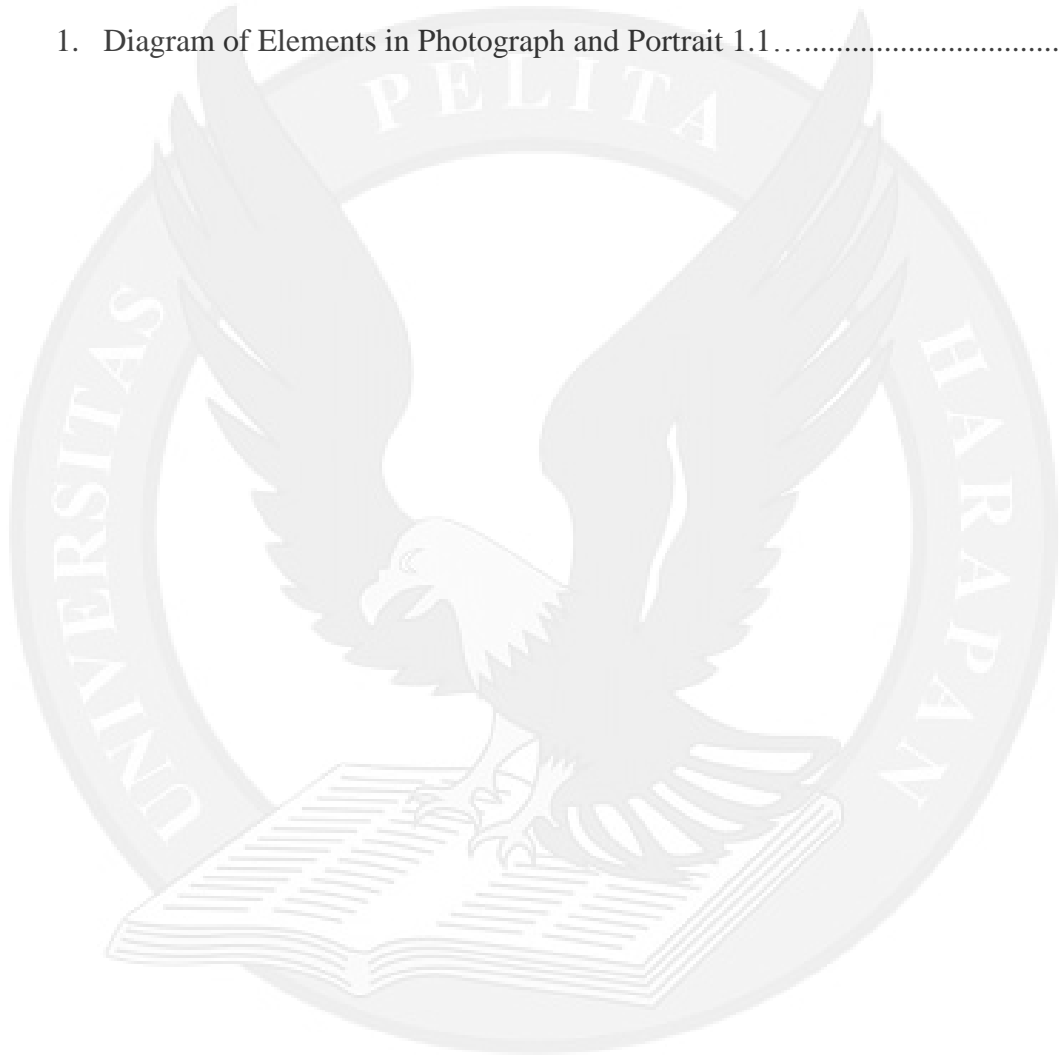 1. Diagram of Elements in Photograph and Portrait 1.1…................................
PELITA
UNIVERSITAS
HARAPAN